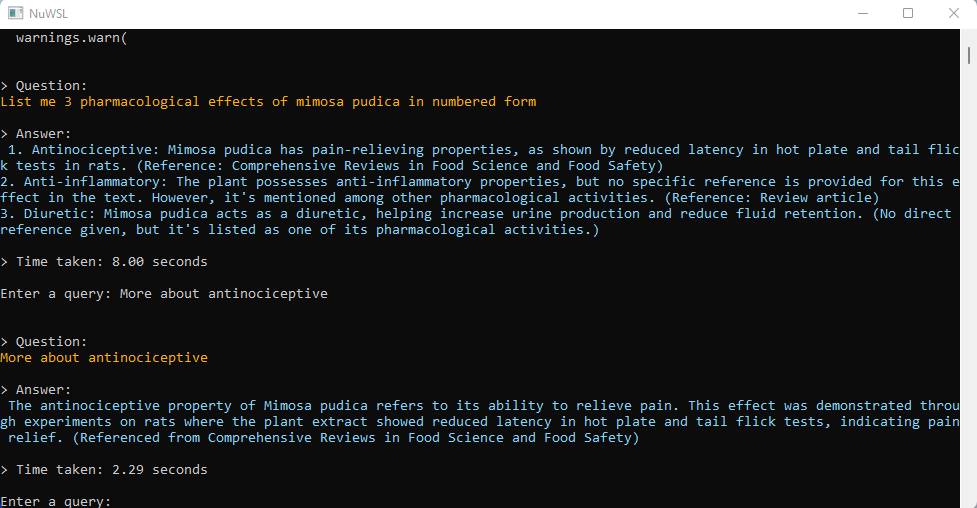 NuWSL
warnings.warn(
> Question:
List me 3 pharmacological effects of mimosa pudica in numbered form
> Answer:
1. Antinociceptive: Mimosa pudica has pain-relieving properties, as shown by reduced latency in hot plate and tail flic
k tests in rats. (Reference: Comprehensive Reviews in Food Science and Food Safety)
2. Anti-inflammatory: The plant possesses anti-inflammatory properties, but no specific reference is provided for this e
ffect in the text. However, it's mentioned among other pharmacological activities. (Reference: Review article)
3. Diuretic: Mimosa pudica acts as a diuretic, helping increase urine production and reduce fluid retention. (No direct
reference given, but it's listed as one of its pharmacological activities.)
> Time taken: 8.00 seconds
Enter a query: More about antinociceptive
> Question:
More about antinociceptive
> Answer:
The antinociceptive property of Mimosa pudica refers to its ability to relieve pain. This effect was demonstrated throu
gh experiments on rats where the plant extract showed reduced latency in hot plate and tail flick tests, indicating pain
relief. (Referenced from Comprehensive Reviews in Food Science and Food Safety)
> Time taken: 2.29 seconds
Enter a query: